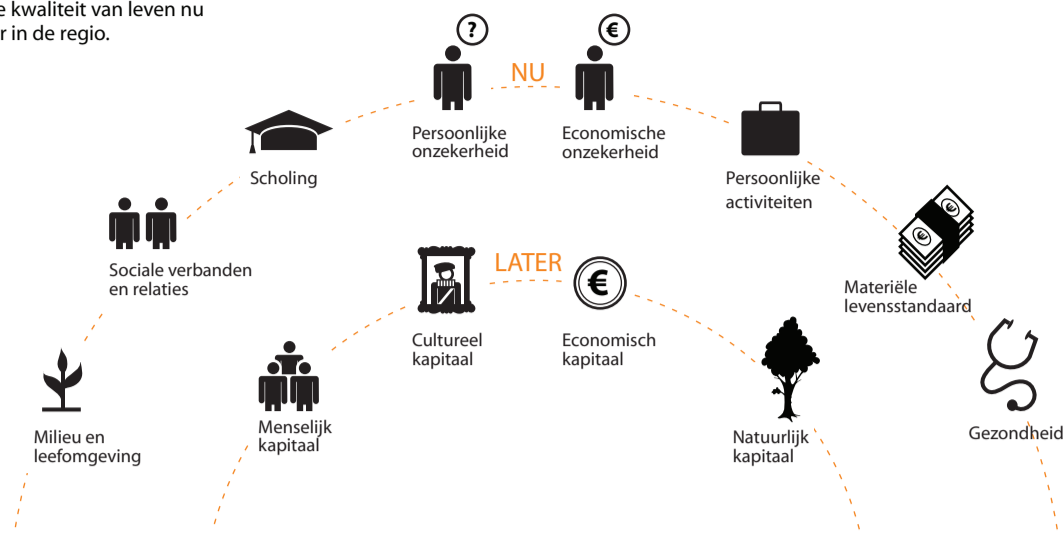 e kwaliteit van leven nu
r in de regio.
?
€
NU
Persoonlijke
onzekerheid
Economische
onzekerheid
Scholing
Persoonlijke
activiteiten
Sociale verbanden
en relaties
LATER
€
Materiële
levensstandaard
Cultureel
kapitaal
Economisch
kapitaal
Milieu en
leefomgeving
Menselijk
kapitaal
Natuurlijk
kapitaal
Gezondheid